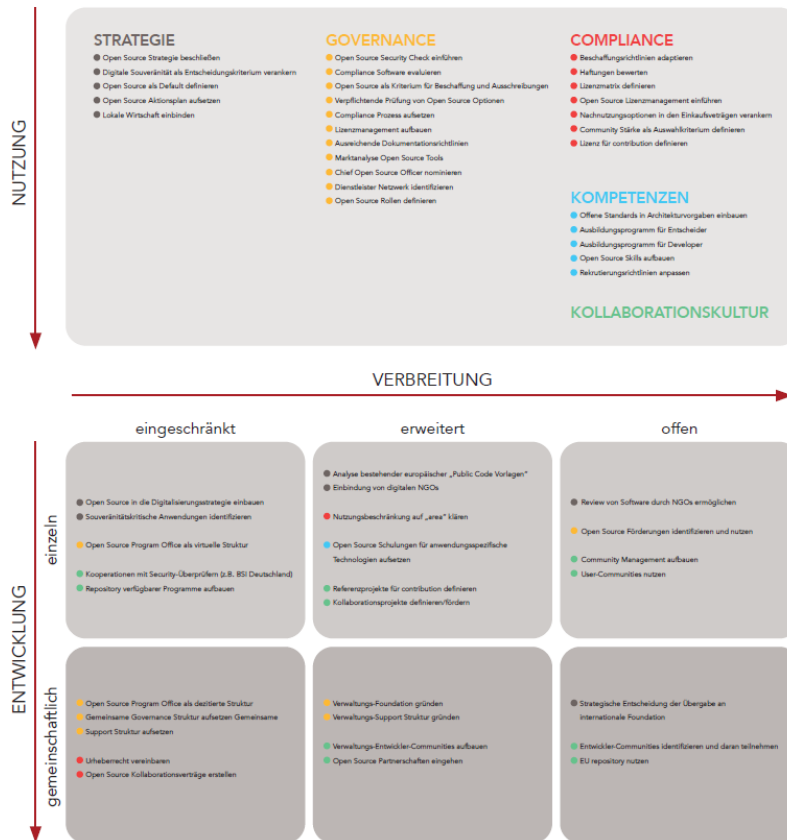 NUTZUNG
STRATEGIE
Open Source Strategie beschließen
Digitale Souveränität als Entscheidungskriterium verankern
Open Source als Default definieren
Open Source Aktionsplan aufsetzen
Lokale Wirtschaft einbinden
GOVERNANCE
Open Source Security Check einführen
Compliance Software evaluieren
Open Source als Kriterium für Beschaffung und Ausschreibungen
Verpflichtende Prüfung von Open Source Optionen
Compliance Prozess aufsetzen
Lizenzmanagement aufbauen
Ausreichende Dokumentationsrichtlinien
Marktanalyse Open Source Tools
Chief Open Source Officer nominieren
Dienstleister Netzwerk identifizieren
Open Source Rollen definieren
COMPLIANCE
Beschaffungsrichtlinien adaptieren
Haftungen bewerten
Lizenzmatrix definieren
Open Source Lizenzmanagement einführen
Nachnutzungsoptionen in den Einkaufsveträgen verankern
Community Stärke als Auswahlkriterium definieren
Lizenz für contribution definieren
KOMPETENZEN
Offene Standards in Architekturvorgaben einbauen
Ausbildungsprogramm für Entscheider
Ausbildungsprogramm für Developer
Open Source Skills aufbauen
Rekrutierungsrichtlinien anpassen
KOLLABORATIONSKULTUR
VERBREITUNG
eingeschränkt
erweitert
offen
ENTWICKLUNG
einzeln
Open Source in die Digitalisierungsstrategie einbauen
Souveränitätskritische Anwendungen identifizieren
Open Source Program Office als virtuelle Struktur
Kooperationen mit Security-Überprüfern (z.B. BSI Deutschland)
Repository verfügbarer Programme aufbauen
Analyse bestehender europäischer „Public Code Vorlagen"
Einbindung von digitalen NGOs
Nutzungsbeschränkung auf „area" klären
Open Source Schulungen für anwendungsspezifische
Technologien aufsetzen
Referenzprojekte für contribution definieren
Kollaborationsprojekte definieren/fördern
Review von Software durch NGOs ermöglichen
Open Source Förderungen identifizieren und nutzen
Community Management aufbauen
User-Communities nutzen
gemeinschaftlich
Open Source Program Office als dezitierte Struktur
Gemeinsame Governance Struktur aufsetzen Gemeinsame
Support Struktur aufsetzen
Urheberrecht vereinbaren
Open Source Kollaborationsverträge erstellen
Verwaltungs-Foundation gründen
Verwaltungs-Support Struktur gründen
Verwaltungs-Entwickler-Communities aufbauen
Open Source Partnerschaften eingehen
Strategische Entscheidung der Übergabe an
internationale Foundation
Entwickler-Communities identifizieren und daran teilnehmen
EU repository nutzen